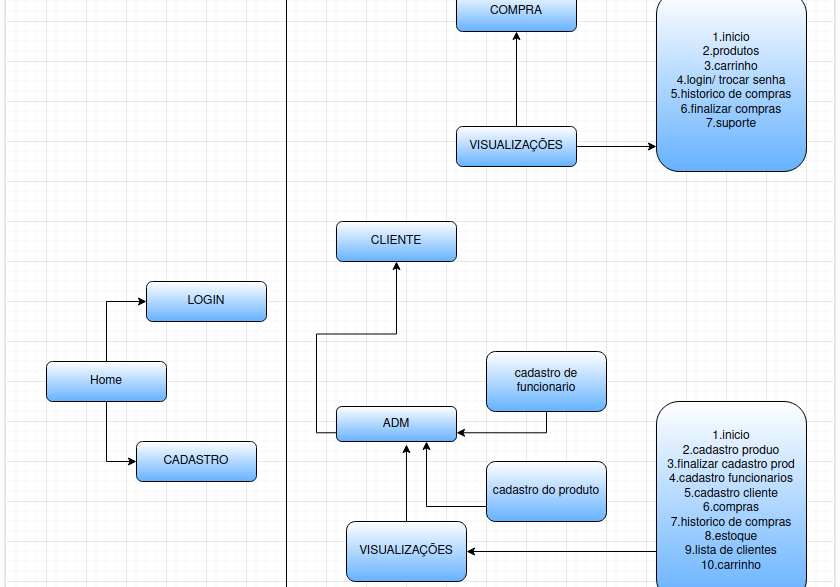 COMPRA
1.inicio
2.produtos
3.carrinho
4.login/ trocar senha
5.historico de compras
6.finalizar compras
7.suporte
VISUALIZAÇÕES
CLIENTE
LOGIN
Home
CADASTRO
cadastro de
funcionario
ADM
cadastro do produto
VISUALIZAÇÕES
1.inicio
2.cadastro produo
3.finalizar cadastro prod
4.cadastro funcionarios
5.cadastro cliente
6.compras
7.historico de compras
8.estoque
9.lista de clientes
10.carrinho